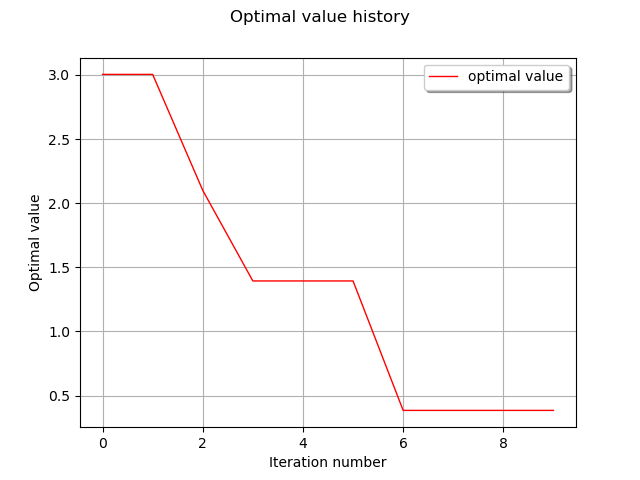 Optimal value history
optimal value
3.0
2.5
2.0
1.5
1.0
0.5
Optimal value
0 2 4 6 8
Iteration number